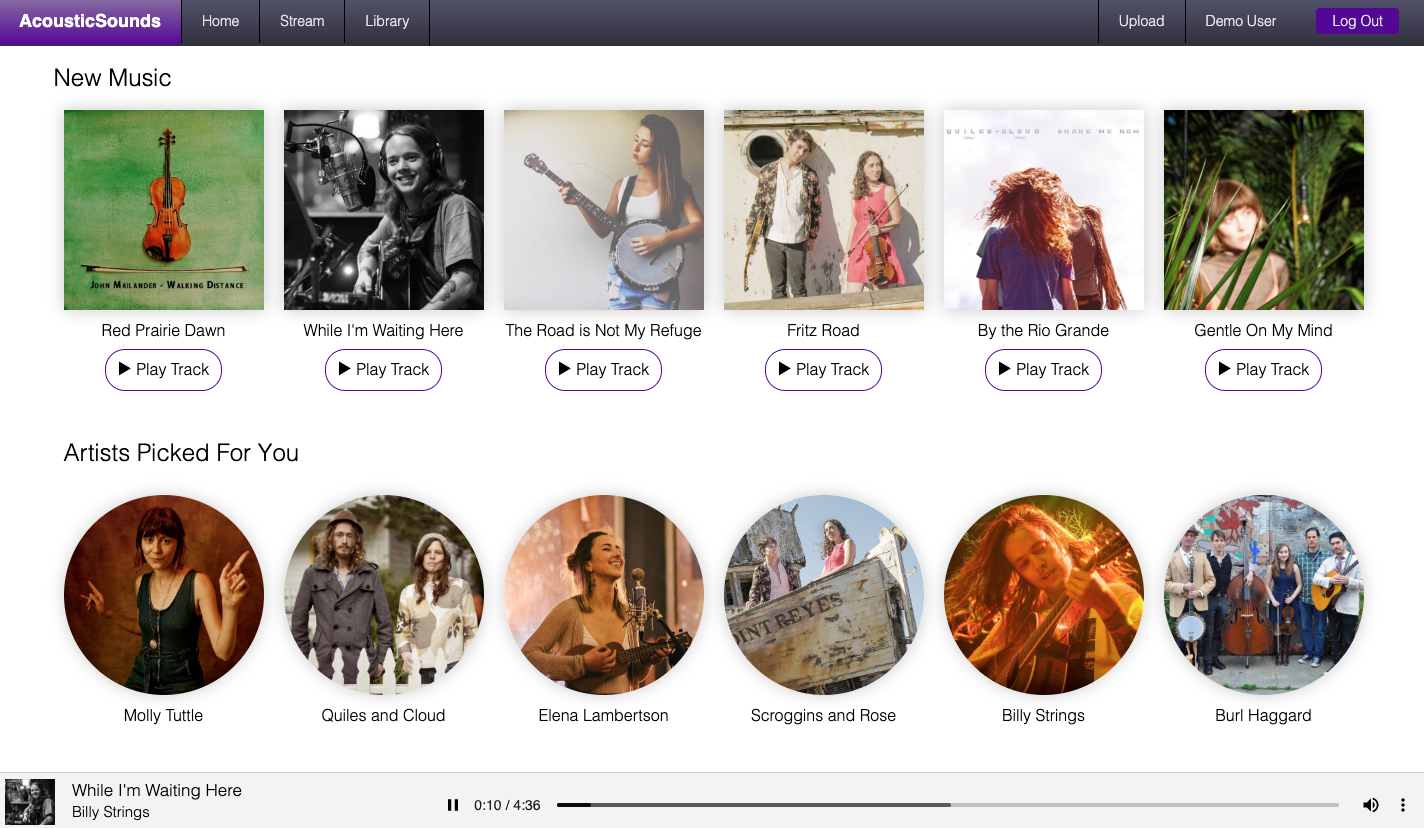 AcousticSounds Home Stream Library Upload Demo User Log Out
New Music
JOHN MAILANDER - WALKING DISTANCE
QUILES & CLOUD SHAKE ME NOW
Red Prairie Dawn
While I'm Waiting Here
The Road is Not My Refuge
Fritz Road
By the Rio Grande
Gentle On My Mind
Play Track
Play Track
Play Track
Play Track
Play Track
Play Track
Artists Picked For You
OINT REYES
Molly Tuttle
Quiles and Cloud
Elena Lambertson
Scroggins and Rose
Billy Strings
Burl Haggard
While I'm Waiting Here
Billy Strings
0:10 / 4:36